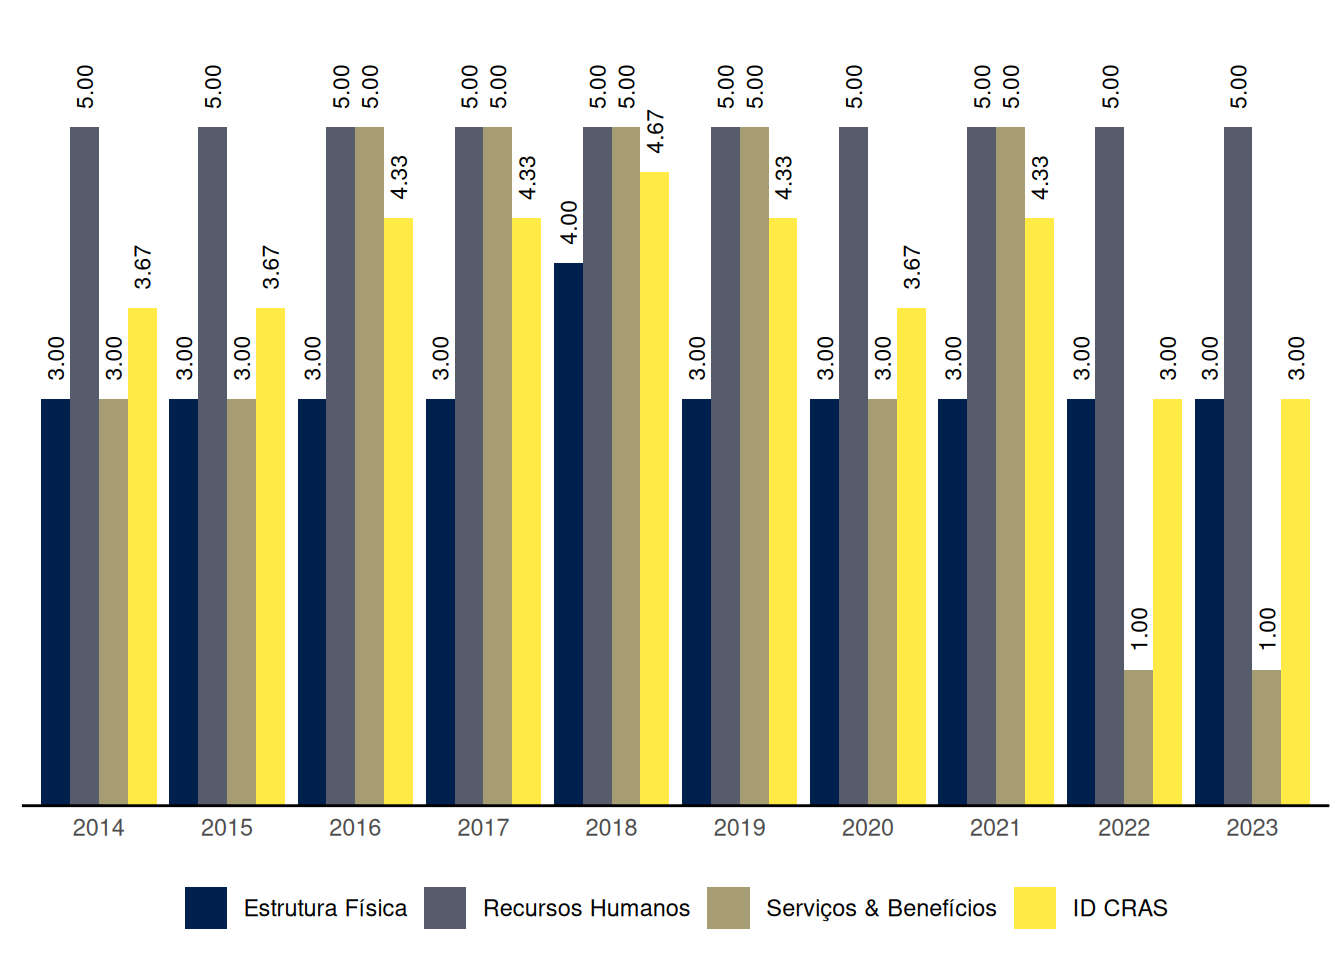 5.00 5.00 5.00 5.00 5.00 5.00 5.00 5.00 5.00 5.00 5.00 5.00 5.00 5.00 5.00
4.67
4.33 4.33 4.33 4.33
4.00
3.67 3.67 3.67
3.00 3.00 3.00 3.00 3.00 3.00 3.00 3.00 3.00 3.00 3.00 3.00 3.00 3.00
1.00 1.00
2014 2015 2016 2017 2018 2019 2020 2021 2022 2023
Estrutura Física Recursos Humanos Serviços & Benefícios ID CRAS